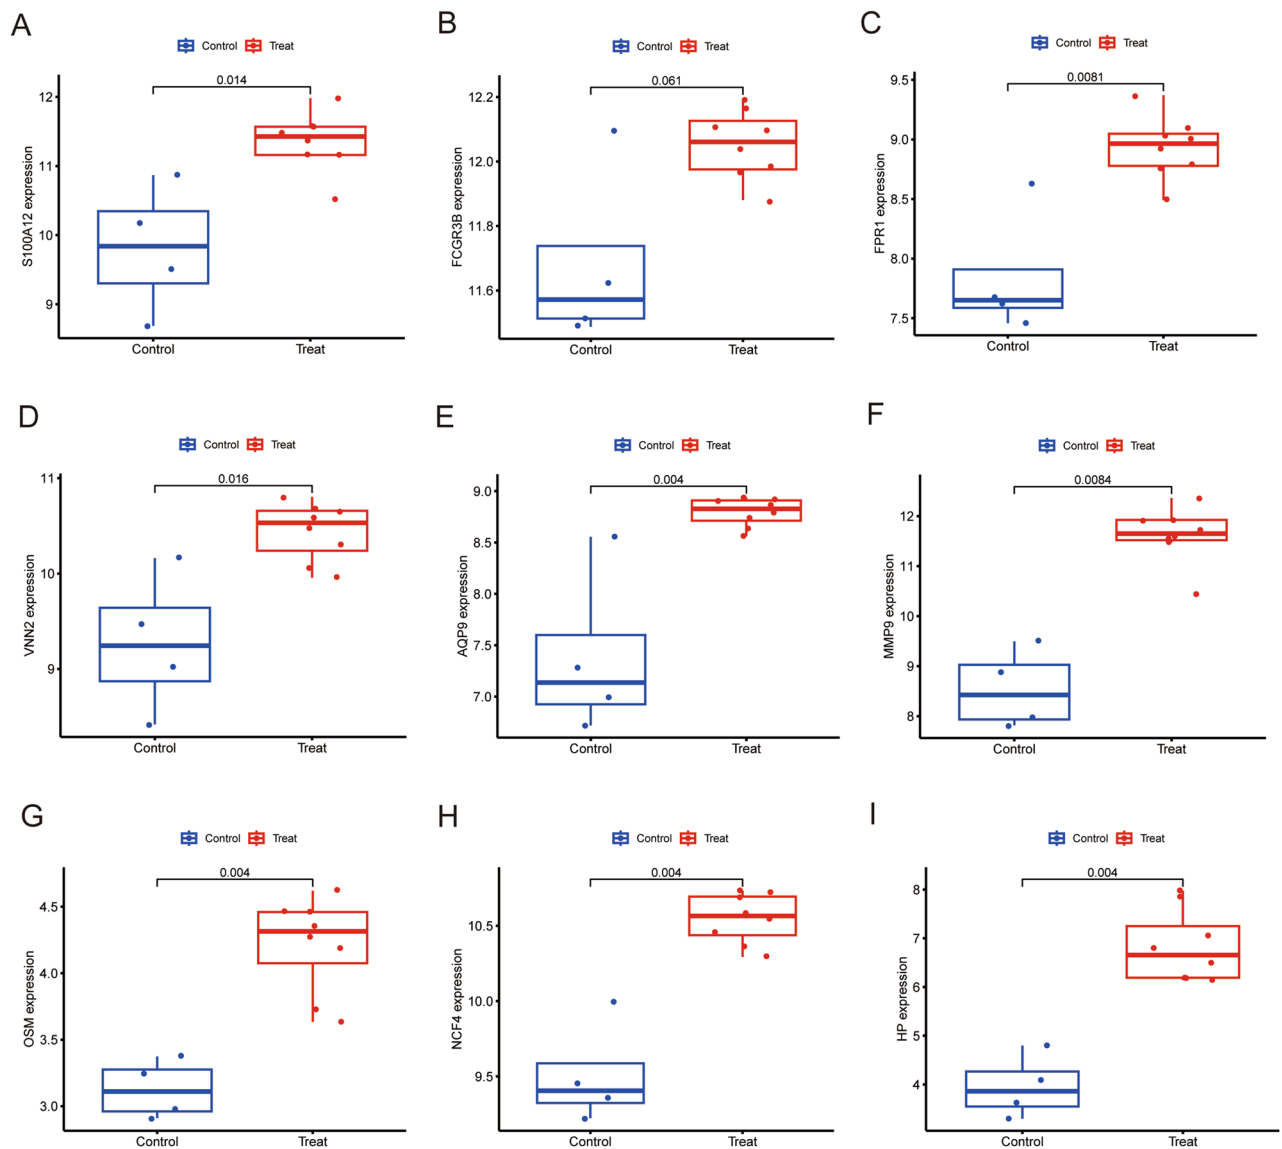 A
Control Treat
0.014
S100A12 expression
12
11
10
9
Control Treat
B
Control Treat
0.061
FCGR3B expression
12.2
12.0
11.8
11.6
Control Treat
C
Control Treat
0.0081
FPR1 expression
9.5
9.0
8.5
8.0
7.5
Control Treat
D
Control Treat
0.016
VNN2 expression
11
10
9
Control Treat
E
Control Treat
0.004
AQP9 expression
9.0
8.5
8.0
7.5
7.0
Control Treat
F
Control Treat
0.0084
MMP9 expression
12
11
10
9
8
Control Treat
G
Control Treat
0.004
OSM expression
4.5
4.0
3.5
3.0
Control Treat
H
Control Treat
0.004
NCF4 expression
10.5
10.0
9.5
Control Treat
I
Control Treat
0.004
HP expression
8
7
6
5
4
Control Treat